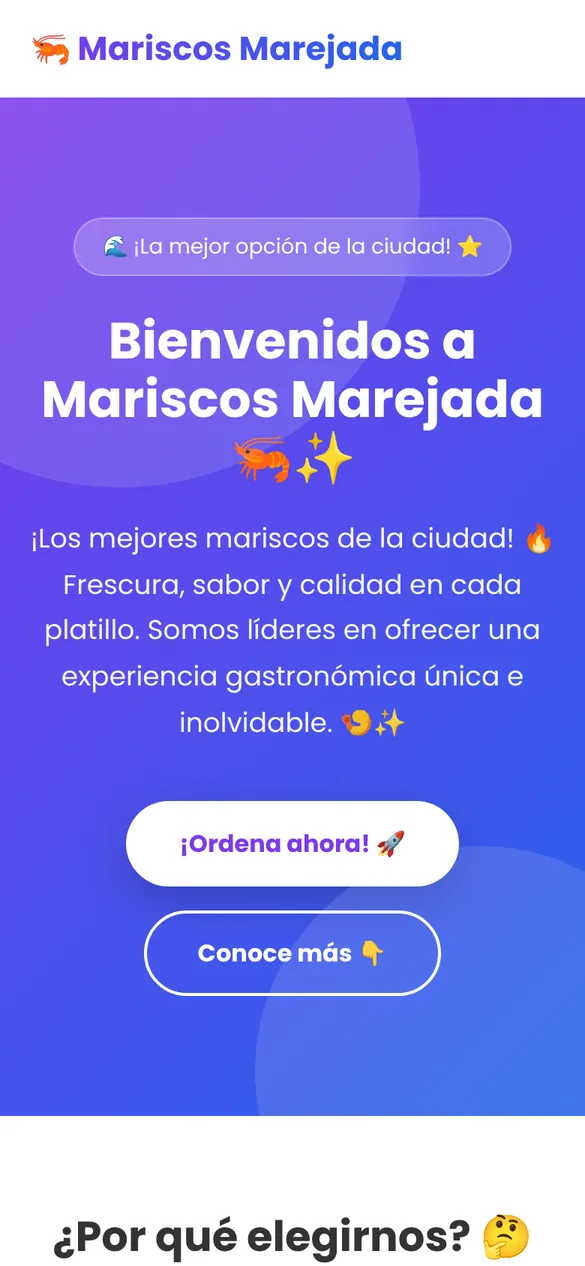 🦐 Mariscos Marejada
🌊 ¡La mejor opción de la ciudad! ⭐
Bienvenidos a
Mariscos Marejada
🦐✨
¡Los mejores mariscos de la ciudad! 🔥
Frescura, sabor y calidad en cada
platillo. Somos líderes en ofrecer una
experiencia gastronómica única e
inolvidable. 🍤✨
¡Ordena ahora! 🚀
Conoce más 👇
¿Por qué elegirnos? 🤔